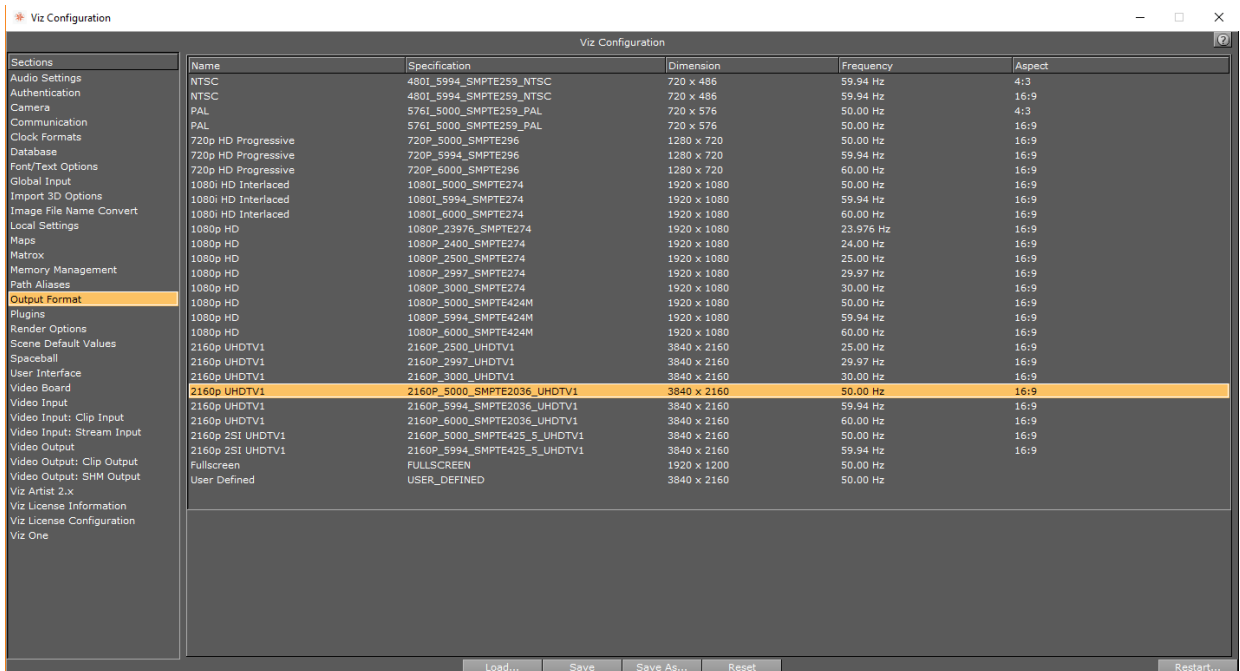 Viz Configuration
Viz Configuration
Sections
Audio Settings
Authentication
Camera
Communication
Clock Formats
Database
Font/Text Options
Global Input
Import 3D Options
Image File Name Convert
Local Settings
Maps
Matrox
Memory Management
Path Aliases
Output Format
Plugins
Render Options
Scene Default Values
Spaceball
User Interface
Video Board
Video Input
Video Input: Clip Input
Video Input: Stream Input
Video Output
Video Output: Clip Output
Video Output: SHM Output
Viz Artist 2.x
Viz License Information
Viz License Configuration
Viz One
Name Specification Dimension Frequency Aspect
NTSC 480I_5994_SMPTE259_NTSC 720 x 486 59.94 Hz 4:3
NTSC 480I_5994_SMPTE259_NTSC 720 x 486 59.94 Hz 16:9
PAL 576I_5000_SMPTE259_PAL 720 x 576 50.00 Hz 4:3
PAL 576I_5000_SMPTE259_PAL 720 x 576 50.00 Hz 16:9
720p HD Progressive 720P_5000_SMPTE296 1280 x 720 50.00 Hz 16:9
720p HD Progressive 720P_5994_SMPTE296 1280 x 720 59.94 Hz 16:9
720p HD Progressive 720P_6000_SMPTE296 1280 x 720 60.00 Hz 16:9
1080i HD Interlaced 1080I_5000_SMPTE274 1920 x 1080 50.00 Hz 16:9
1080i HD Interlaced 1080I_5994_SMPTE274 1920 x 1080 59.94 Hz 16:9
1080i HD Interlaced 1080I_6000_SMPTE274 1920 x 1080 60.00 Hz 16:9
1080p HD 1080P_23976_SMPTE274 1920 x 1080 23.976 Hz 16:9
1080p HD 1080P_2400_SMPTE274 1920 x 1080 24.00 Hz 16:9
1080p HD 1080P_2500_SMPTE274 1920 x 1080 25.00 Hz 16:9
1080p HD 1080P_2997_SMPTE274 1920 x 1080 29.97 Hz 16:9
1080p HD 1080P_3000_SMPTE274 1920 x 1080 30.00 Hz 16:9
1080p HD 1080P_5000_SMPTE424M 1920 x 1080 50.00 Hz 16:9
1080p HD 1080P_5994_SMPTE424M 1920 x 1080 59.94 Hz 16:9
1080p HD 1080P_6000_SMPTE424M 1920 x 1080 60.00 Hz 16:9
2160p UHDTV1 2160P_2500_UHDTV1 3840 x 2160 25.00 Hz 16:9
2160p UHDTV1 2160P_2997_UHDTV1 3840 x 2160 29.97 Hz 16:9
2160p UHDTV1 2160P_3000_UHDTV1 3840 x 2160 30.00 Hz 16:9
2160p UHDTV1 2160P_5000_SMPTE2036_UHDTV1 3840 x 2160 50.00 Hz 16:9
2160p UHDTV1 2160P_5994_SMPTE2036_UHDTV1 3840 x 2160 59.94 Hz 16:9
2160p UHDTV1 2160P_6000_SMPTE2036_UHDTV1 3840 x 2160 60.00 Hz 16:9
2160p 2SI UHDTV1 2160P_5000_SMPTE425_5_UHDTV1 3840 x 2160 50.00 Hz 16:9
2160p 2SI UHDTV1 2160P_5994_SMPTE425_5_UHDTV1 3840 x 2160 59.94 Hz 16:9
Fullscreen FULLSCREEN 1920 x 1200 50.00 Hz
User Defined USER_DEFINED 3840 x 2160 50.00 Hz
Load... Save Save As... Reset Restart...